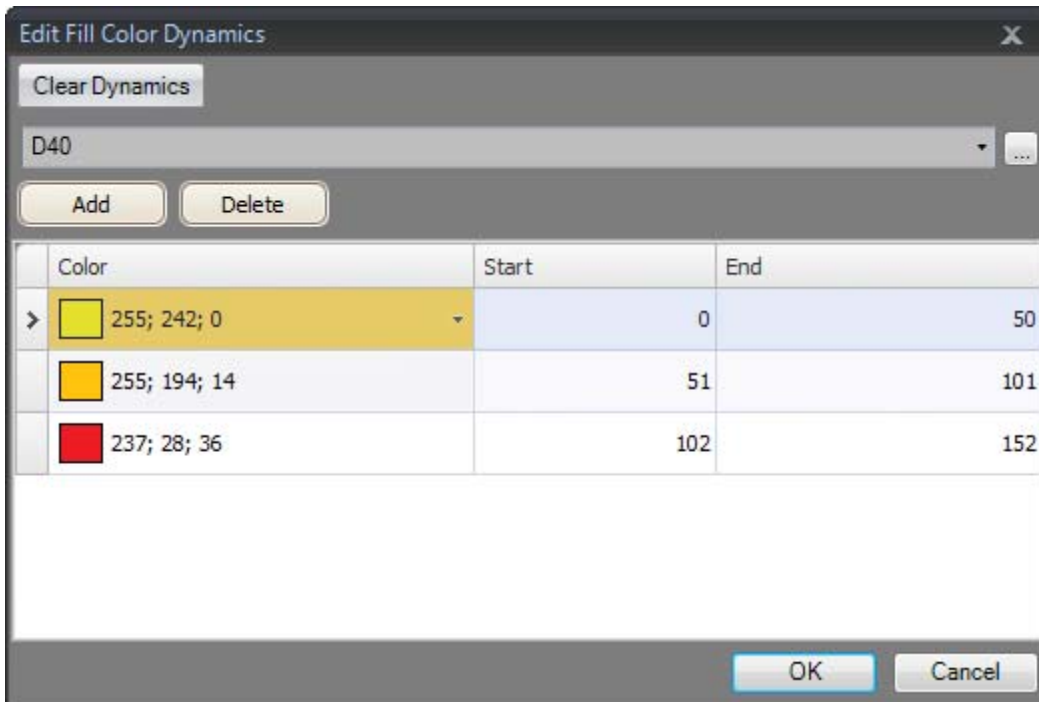 Edit Fill Color Dynamics x
Clear Dynamics
D40 ...
Add Delete
Color Start End
255; 242; 0 0 50
255; 194; 14 51 101
237; 28; 36 102 152
OK Cancel